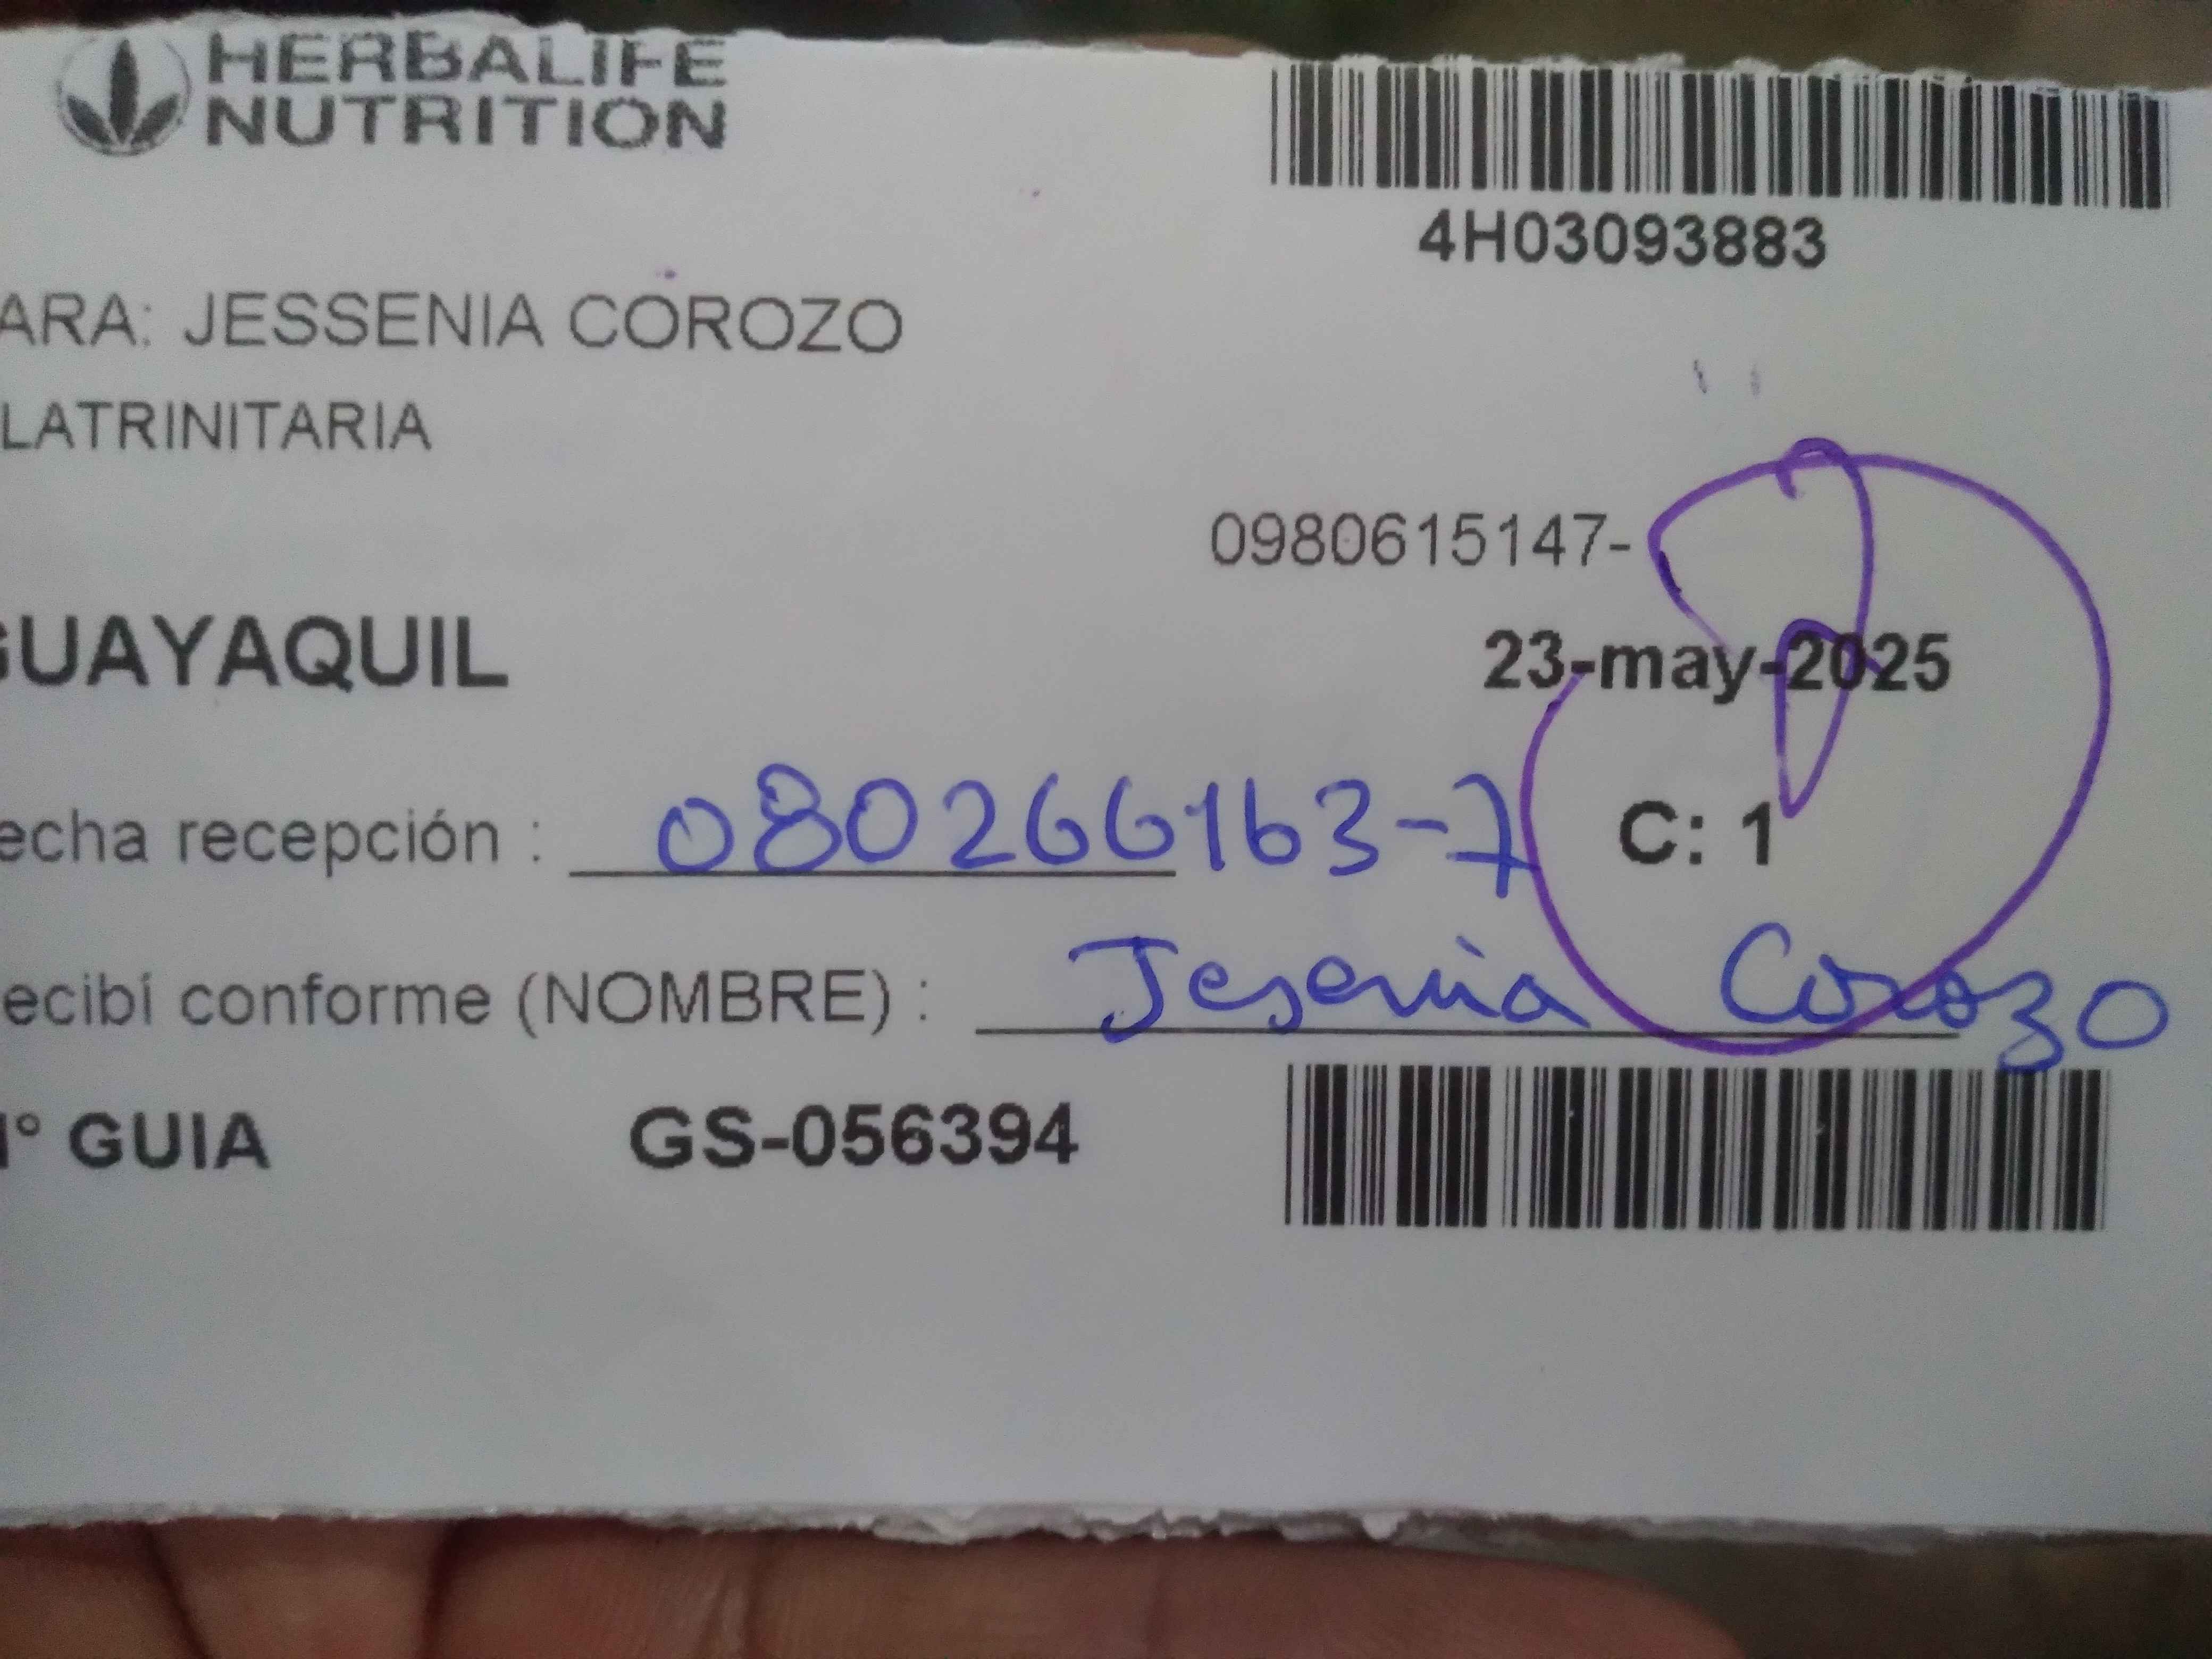 HERBALIFE
NUTRITION
4H03093883
ARA: JESSENIA COROZO
LATRINITARIA
0980615147-
GUAYAQUIL
23-may-2025
echa recepción : 080266163-7
C: 1
ecibí conforme (NOMBRE) : Jesenia Corozo
N° GUIA GS-056394